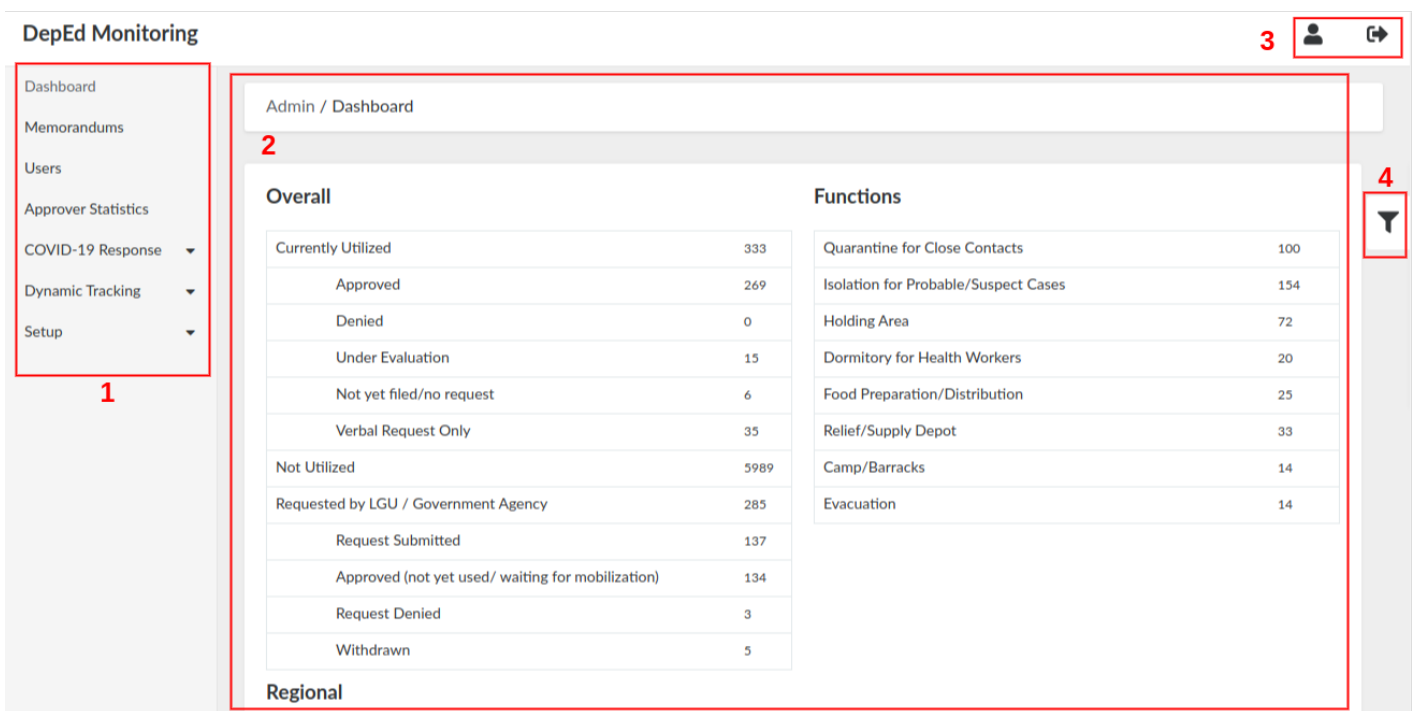 DepEd Monitoring
3
Dashboard
Memorandums
Users
Approver Statistics
COVID-19 Response
Dynamic Tracking
Setup
1
Admin / Dashboard
2
4
Overall
Currently Utilized 333
Approved 269
Denied 0
Under Evaluation 15
Not yet filed/no request 6
Verbal Request Only 35
Not Utilized 5989
Requested by LGU / Government Agency 285
Request Submitted 137
Approved (not yet used/ waiting for mobilization) 134
Request Denied 3
Withdrawn 5
Functions
Quarantine for Close Contacts 100
Isolation for Probable/Suspect Cases 154
Holding Area 72
Dormitory for Health Workers 20
Food Preparation/Distribution 25
Relief/Supply Depot 33
Camp/Barracks 14
Evacuation 14
Regional